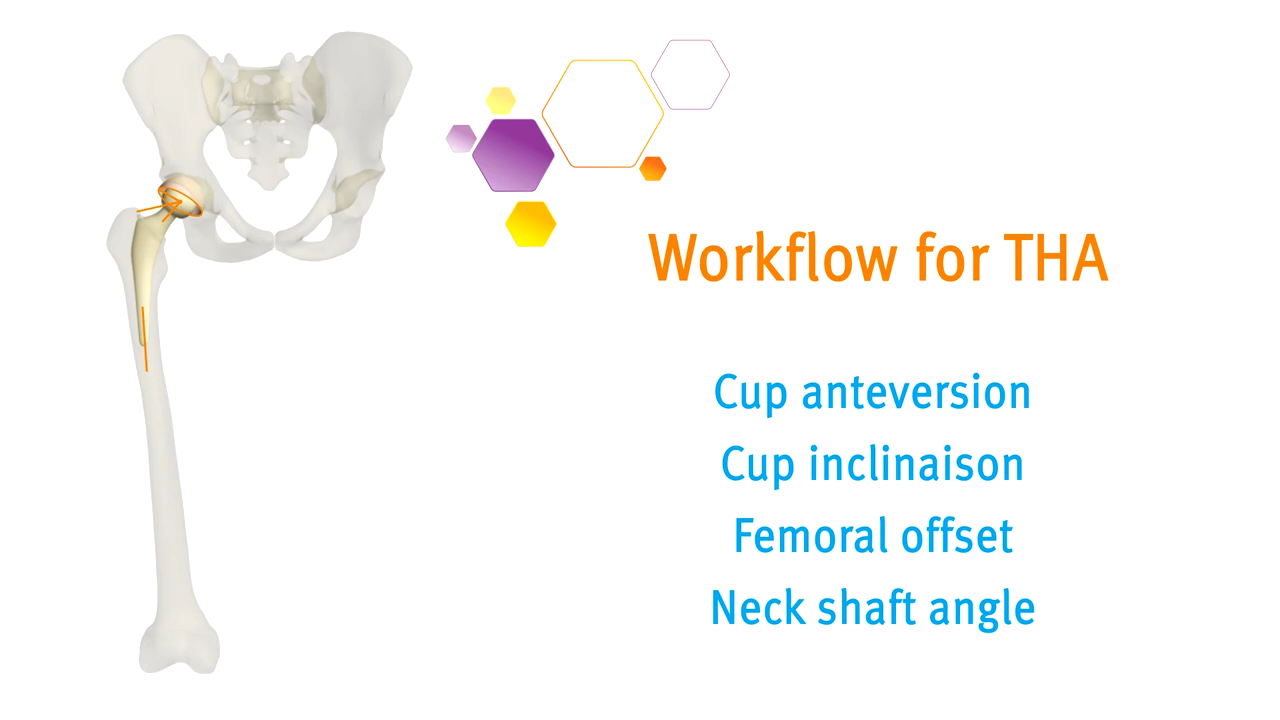 Workflow for THA
Cup anteversion
Cup inclinaison
Femoral offset
Neck shaft angle